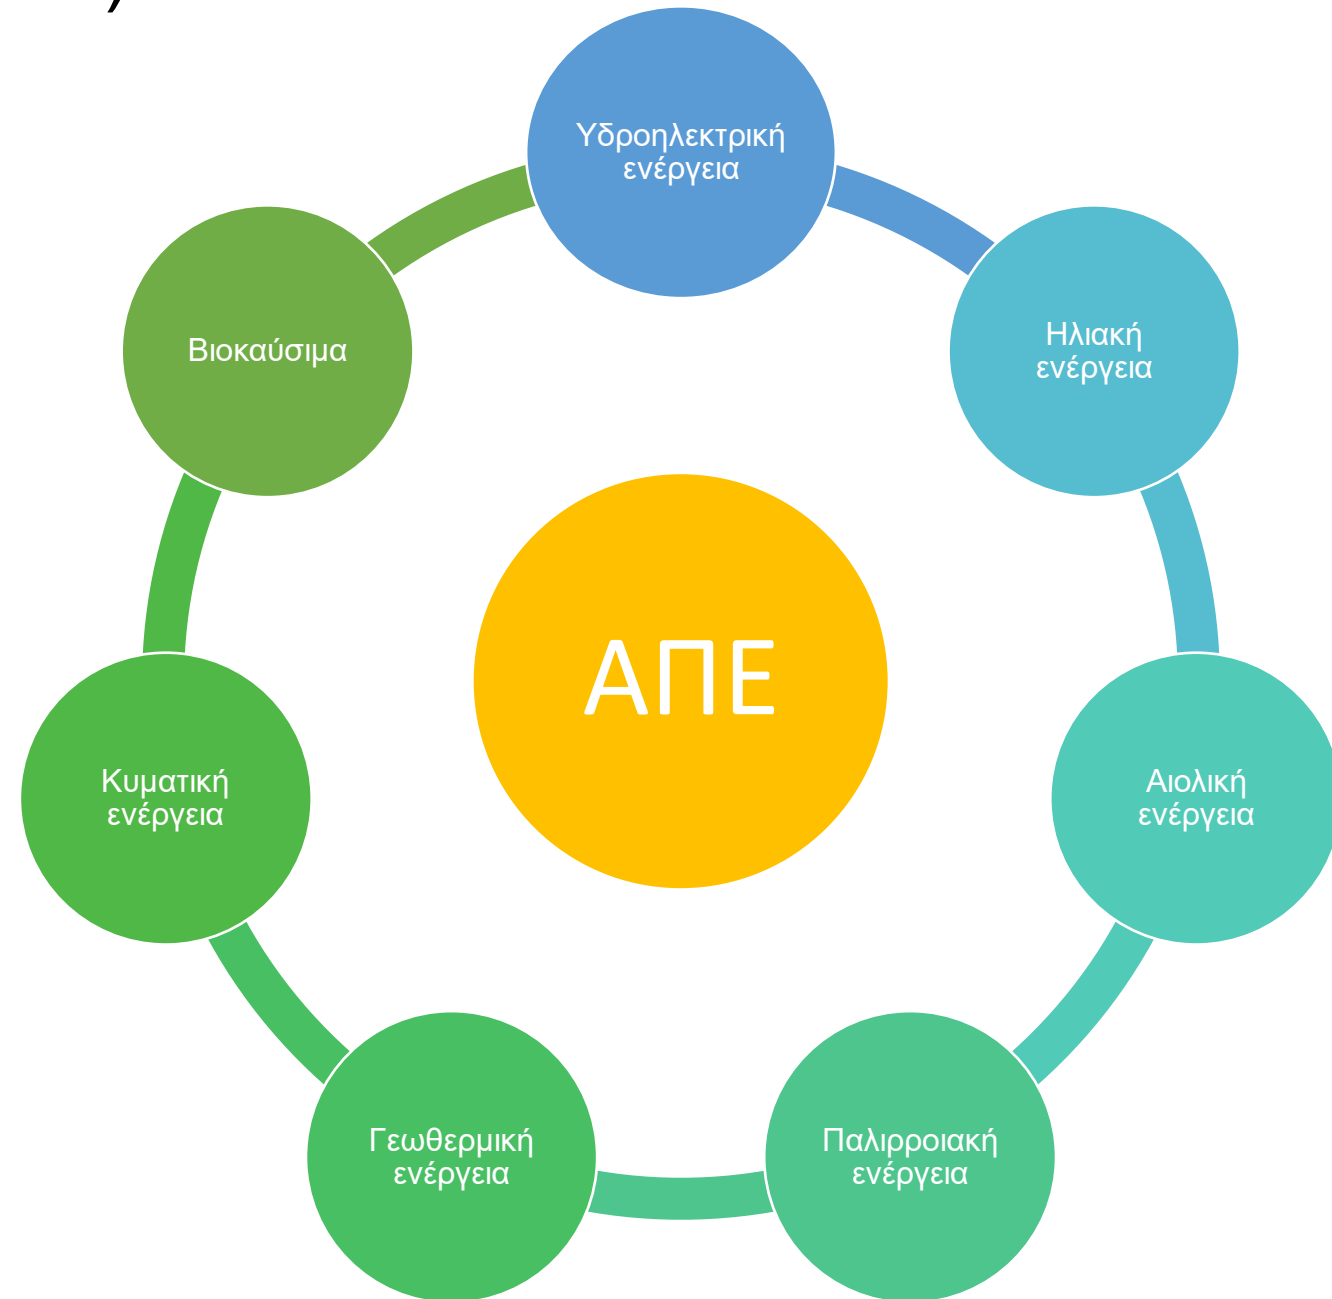 Υδροηλεκτρική
ενέργεια
Ηλιακή
ενέργεια
Αιολική
ενέργεια
Παλιρροιακή
ενέργεια
Γεωθερμική
ενέργεια
Κυματική
ενέργεια
Βιοκαύσιμα
ΑΠΕ